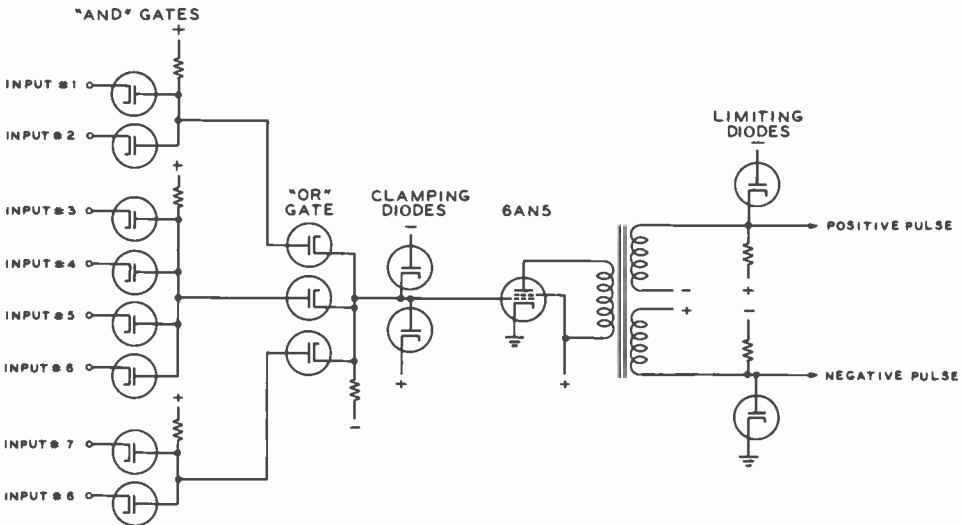 "AND" GATES
+
INPUT #1
INPUT #2
+
INPUT #3
INPUT #4
INPUT #5
INPUT #6
+
INPUT # 7
INPUT #6
"OR"
GATE
-
CLAMPING
DIODES
-
+
6AN5
+
LIMITING
DIODES
-
POSITIVE PULSE
-
+
+
-
NEGATIVE PULSE